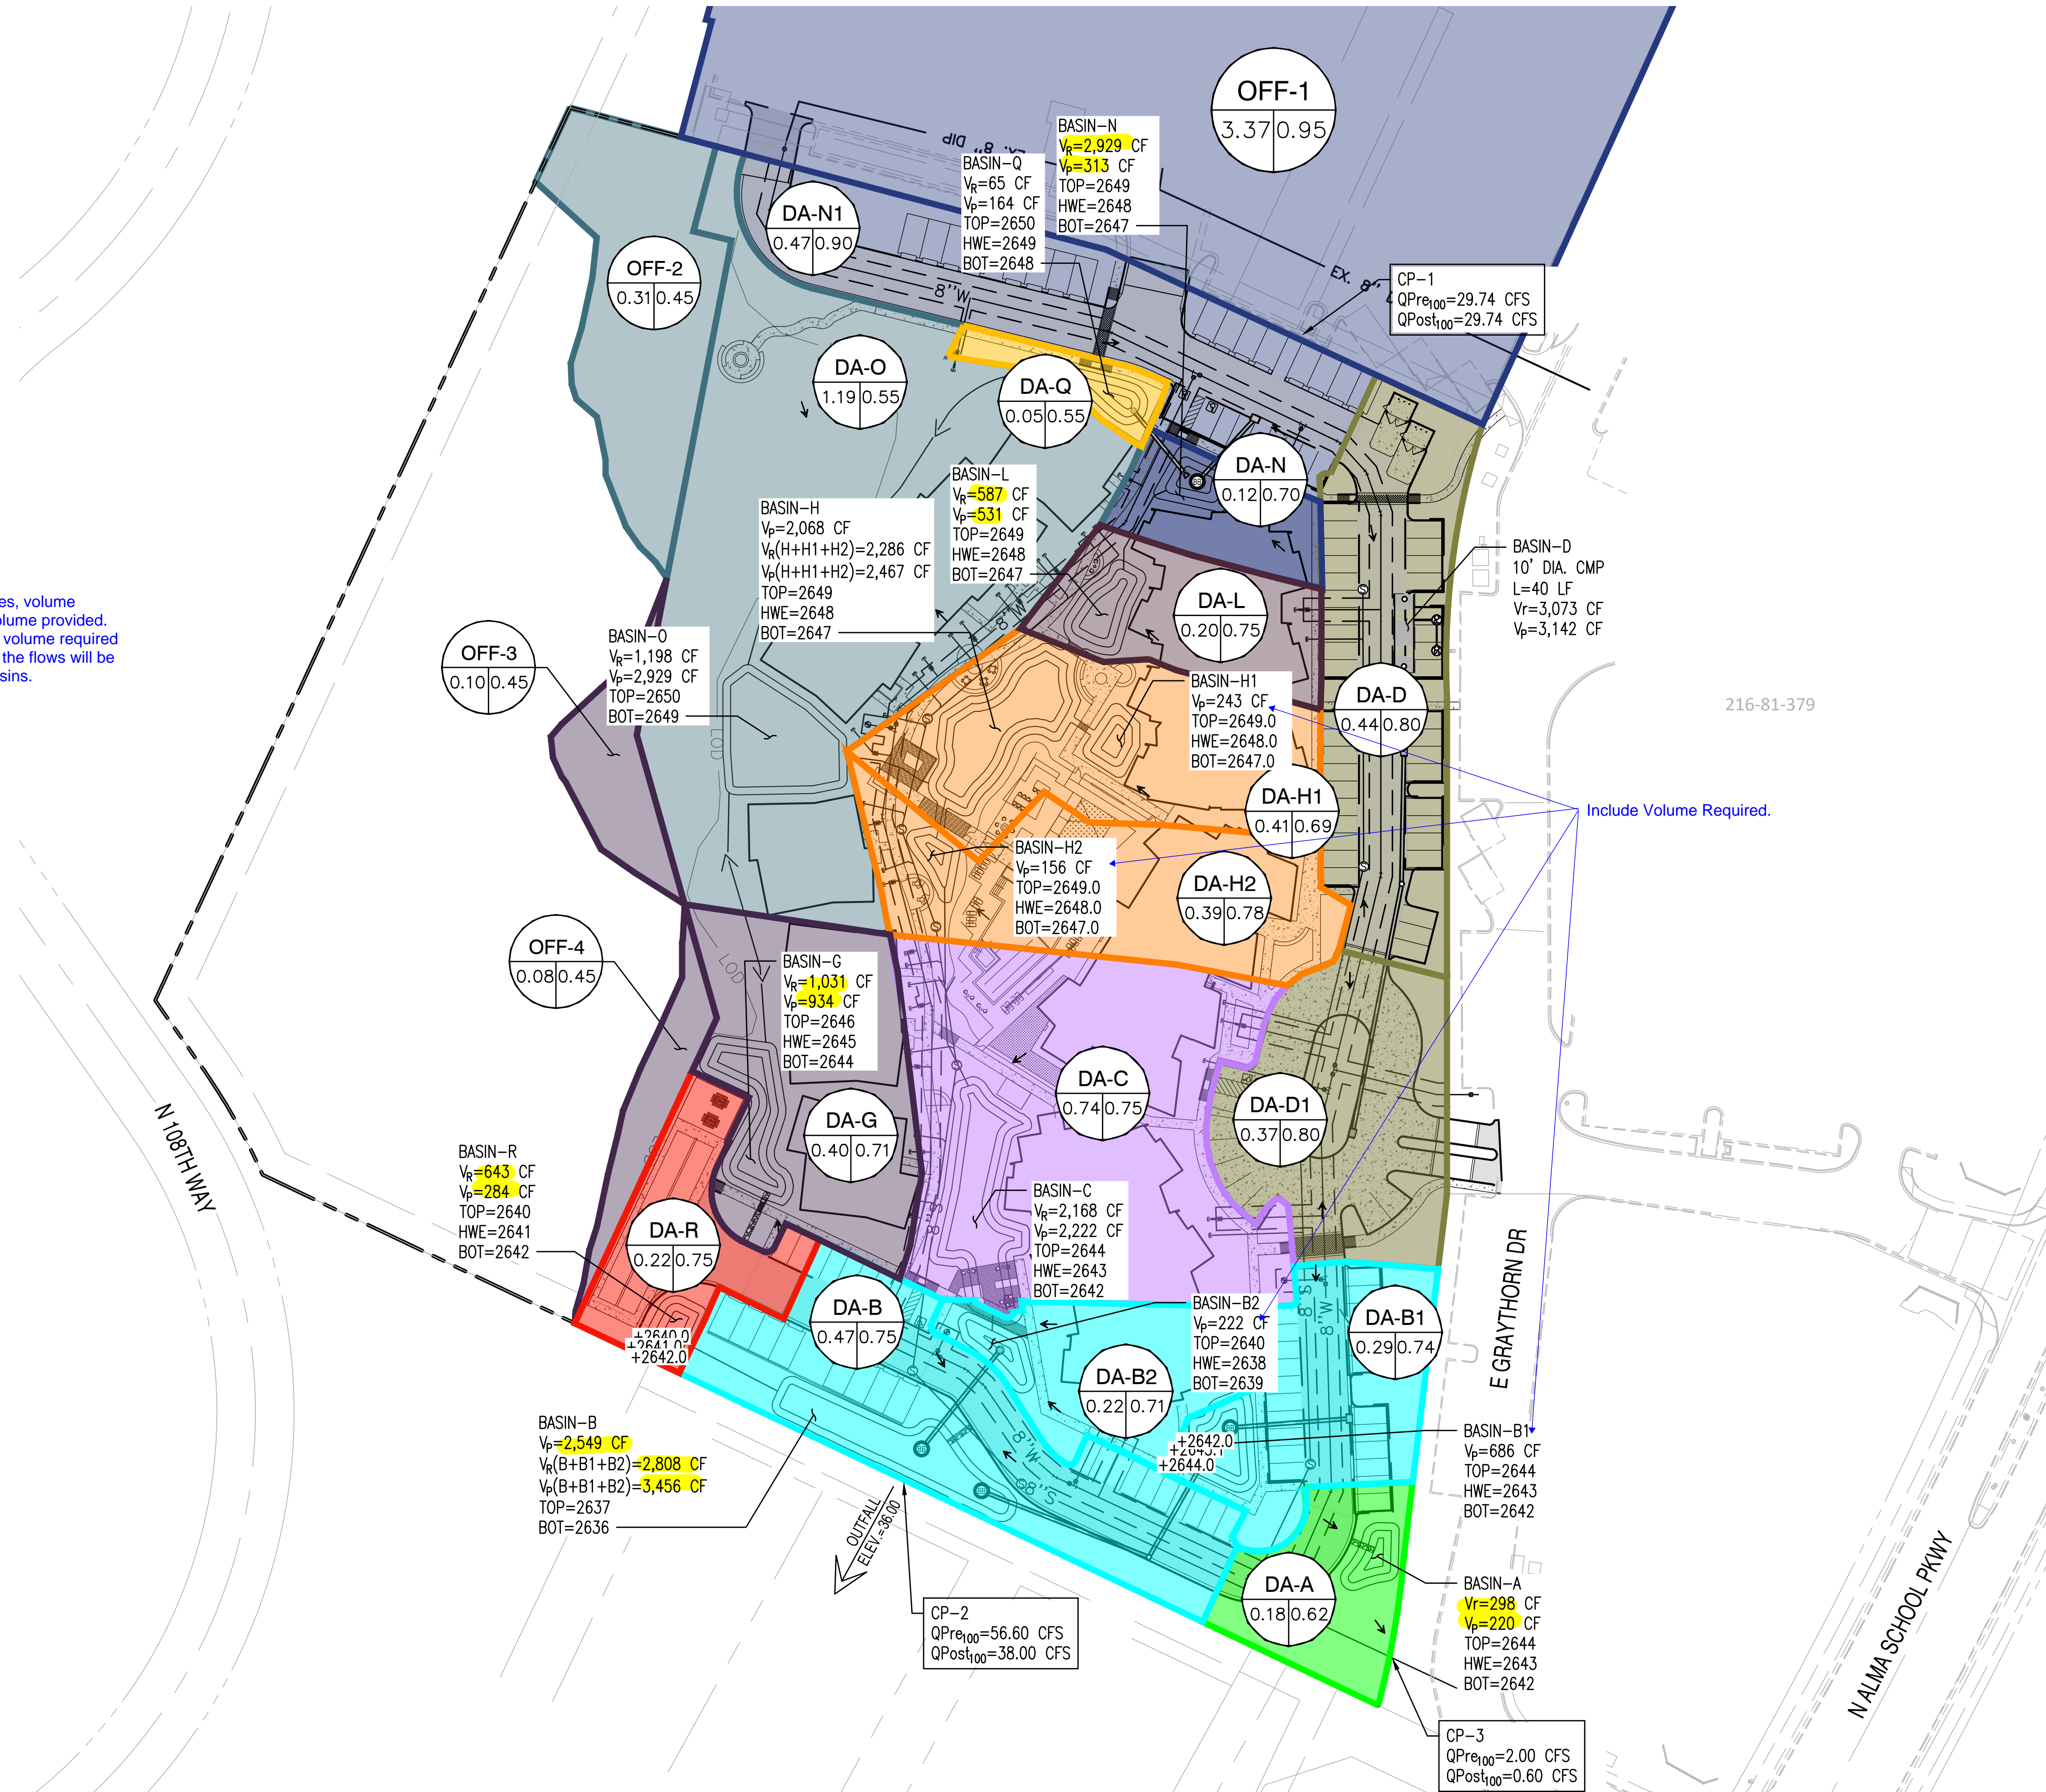 OFF-1
3.37 0.95
BASIN-N
VR=2,929 CF
VP=313 CF
TOP=2649
HWE=2648
BOT=2647
EX. 8" DIP
BASIN-Q
VR=65 CF
VP=164 CF
TOP=2650
HWE=2649
BOT=2648
DA-N1
0.47 0.90
OFF-2
0.31 0.45
8"W
EX. 8"
CP-1
QPre100=29.74 CFS
QPost100=29.74 CFS
DA-O
1.19 0.55
DA-Q
0.05 0.55
DA-N
0.12 0.70
BASIN-L
VR=587 CF
VP=531 CF
TOP=2649
HWE=2648
BOT=2647
BASIN-H
VP=2,068 CF
VR(H+H1+H2)=2,286 CF
VP(H+H1+H2)=2,467 CF
TOP=2649
HWE=2648
BOT=2647
8"W
BASIN-D
10' DIA. CMP
L=40 LF
Vr=3,073 CF
VP=3,142 CF
DA-L
0.20 0.75
es, volume
olume provided.
volume required
the flows will be
sins.
OFF-3
0.10 0.45
BASIN-O
VR=1,198 CF
VP=2,929 CF
TOP=2650
BOT=2649
LOD
BASIN-H1
VP=243 CF
TOP=2649.0
HWE=2648.0
BOT=2647.0
DA-D
0.44 0.80
216-81-379
DA-H1
0.41 0.69
Include Volume Required.
BASIN-H2
VP=156 CF
TOP=2649.0
HWE=2648.0
BOT=2647.0
DA-H2
0.39 0.78
OFF-4
0.08 0.45
LOD
BASIN-G
VR=1,031 CF
VP=934 CF
TOP=2646
HWE=2645
BOT=2644
DA-C
0.74 0.75
DA-D1
0.37 0.80
DA-G
0.40 0.71
N 108TH WAY
BASIN-R
VR=643 CF
VP=284 CF
TOP=2640
HWE=2641
BOT=2642
DA-R
0.22 0.75
8"S
BASIN-C
VR=2,168 CF
VP=2,222 CF
TOP=2644
HWE=2643
BOT=2642
E GRAYTHORN DR
DA-B
0.47 0.75
BASIN-B2
VP=222 CF
TOP=2640
HWE=2638
BOT=2639
8"S
8"W
DA-B1
0.29 0.74
+2640.0
+2641.0
+2642.0
DA-B2
0.22 0.71
BASIN-B
VP=2,549 CF
VR(B+B1+B2)=2,808 CF
VP(B+B1+B2)=3,456 CF
TOP=2637
BOT=2636
8"W
8"S
+2642.0
+2644.0
BASIN-B1
VP=686 CF
TOP=2644
HWE=2643
BOT=2642
OUTFALL
ELEV.=36.00
DA-A
0.18 0.62
BASIN-A
Vr=298 CF
VP=220 CF
TOP=2644
HWE=2643
BOT=2642
CP-2
QPre100=56.60 CFS
QPost100=38.00 CFS
N ALMA SCHOOL PKWY
CP-3
QPre100=2.00 CFS
QPost100=0.60 CFS